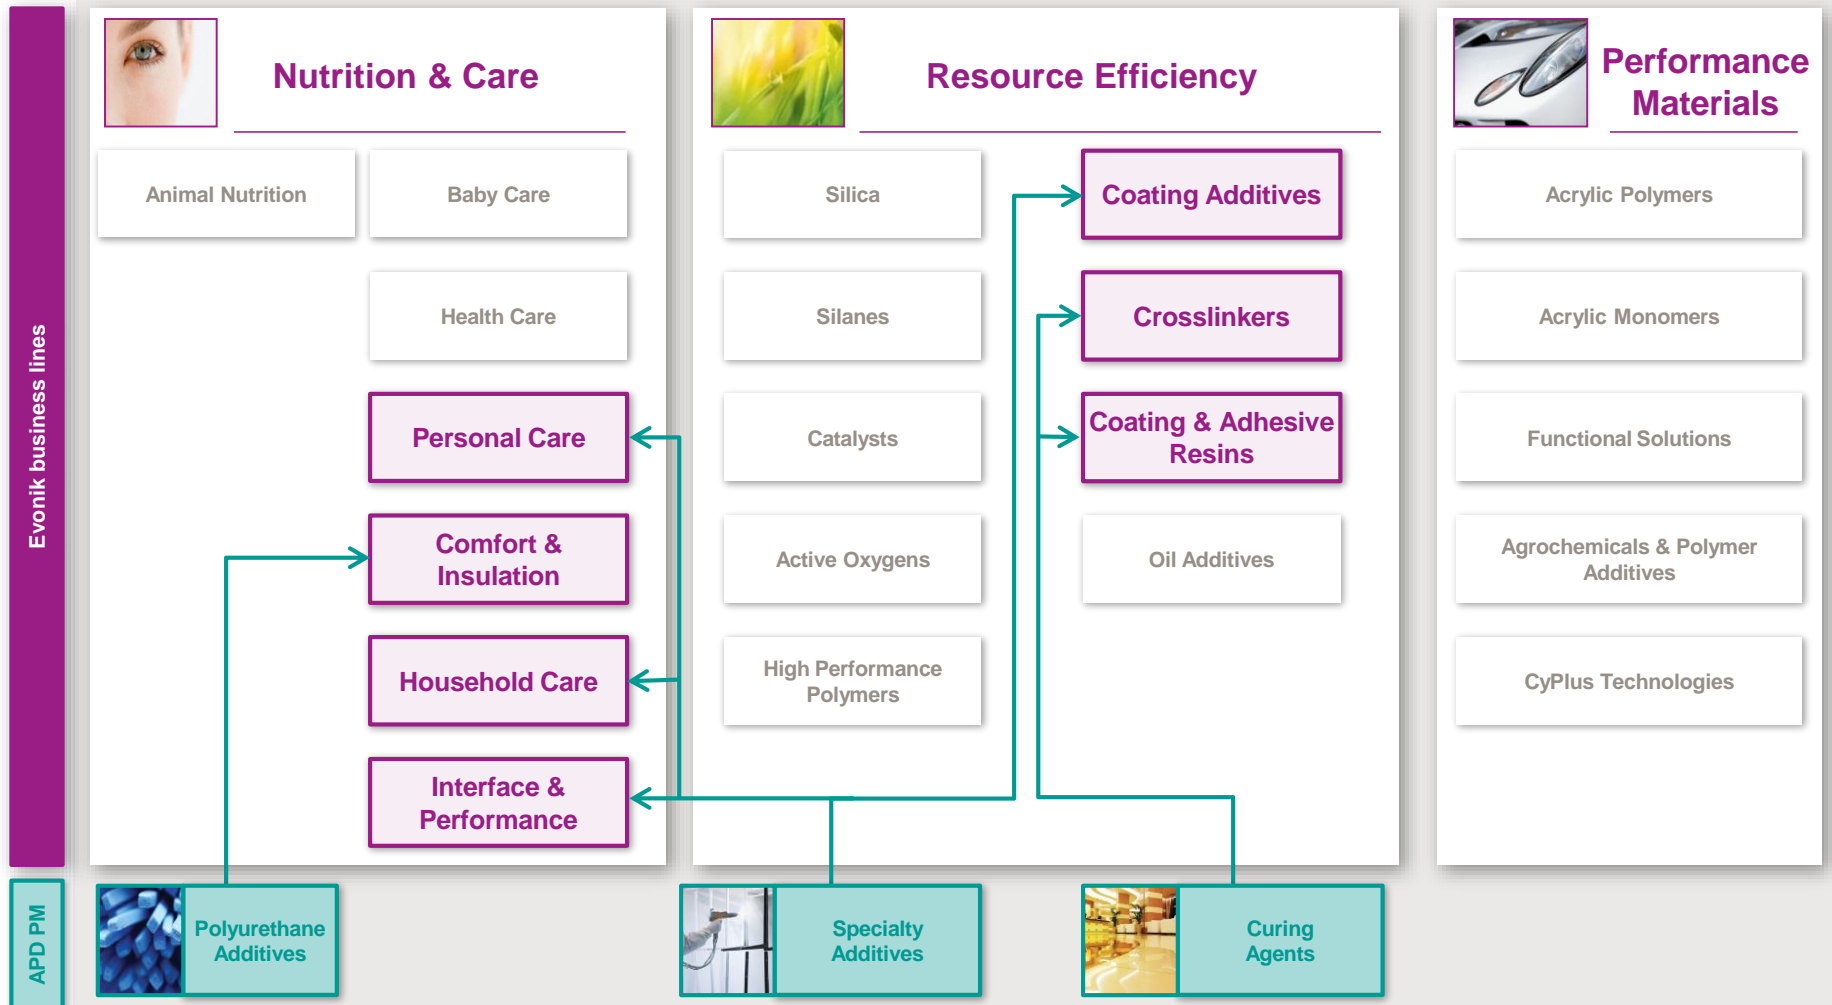 Evonik business lines
Nutrition & Care
Animal Nutrition
Baby Care
Health Care
Personal Care
Comfort &
Insulation
Household Care
Interface &
Performance
Resource Efficiency
Silica
Silanes
Catalysts
Active Oxygens
High Performance
Polymers
Coating Additives
Crosslinkers
Coating & Adhesive
Resins
Oil Additives
Performance
Materials
Acrylic Polymers
Acrylic Monomers
Functional Solutions
Agrochemicals & Polymer
Additives
CyPlus Technologies
APD PM
Polyurethane
Additives
Specialty
Additives
Curing
Agents